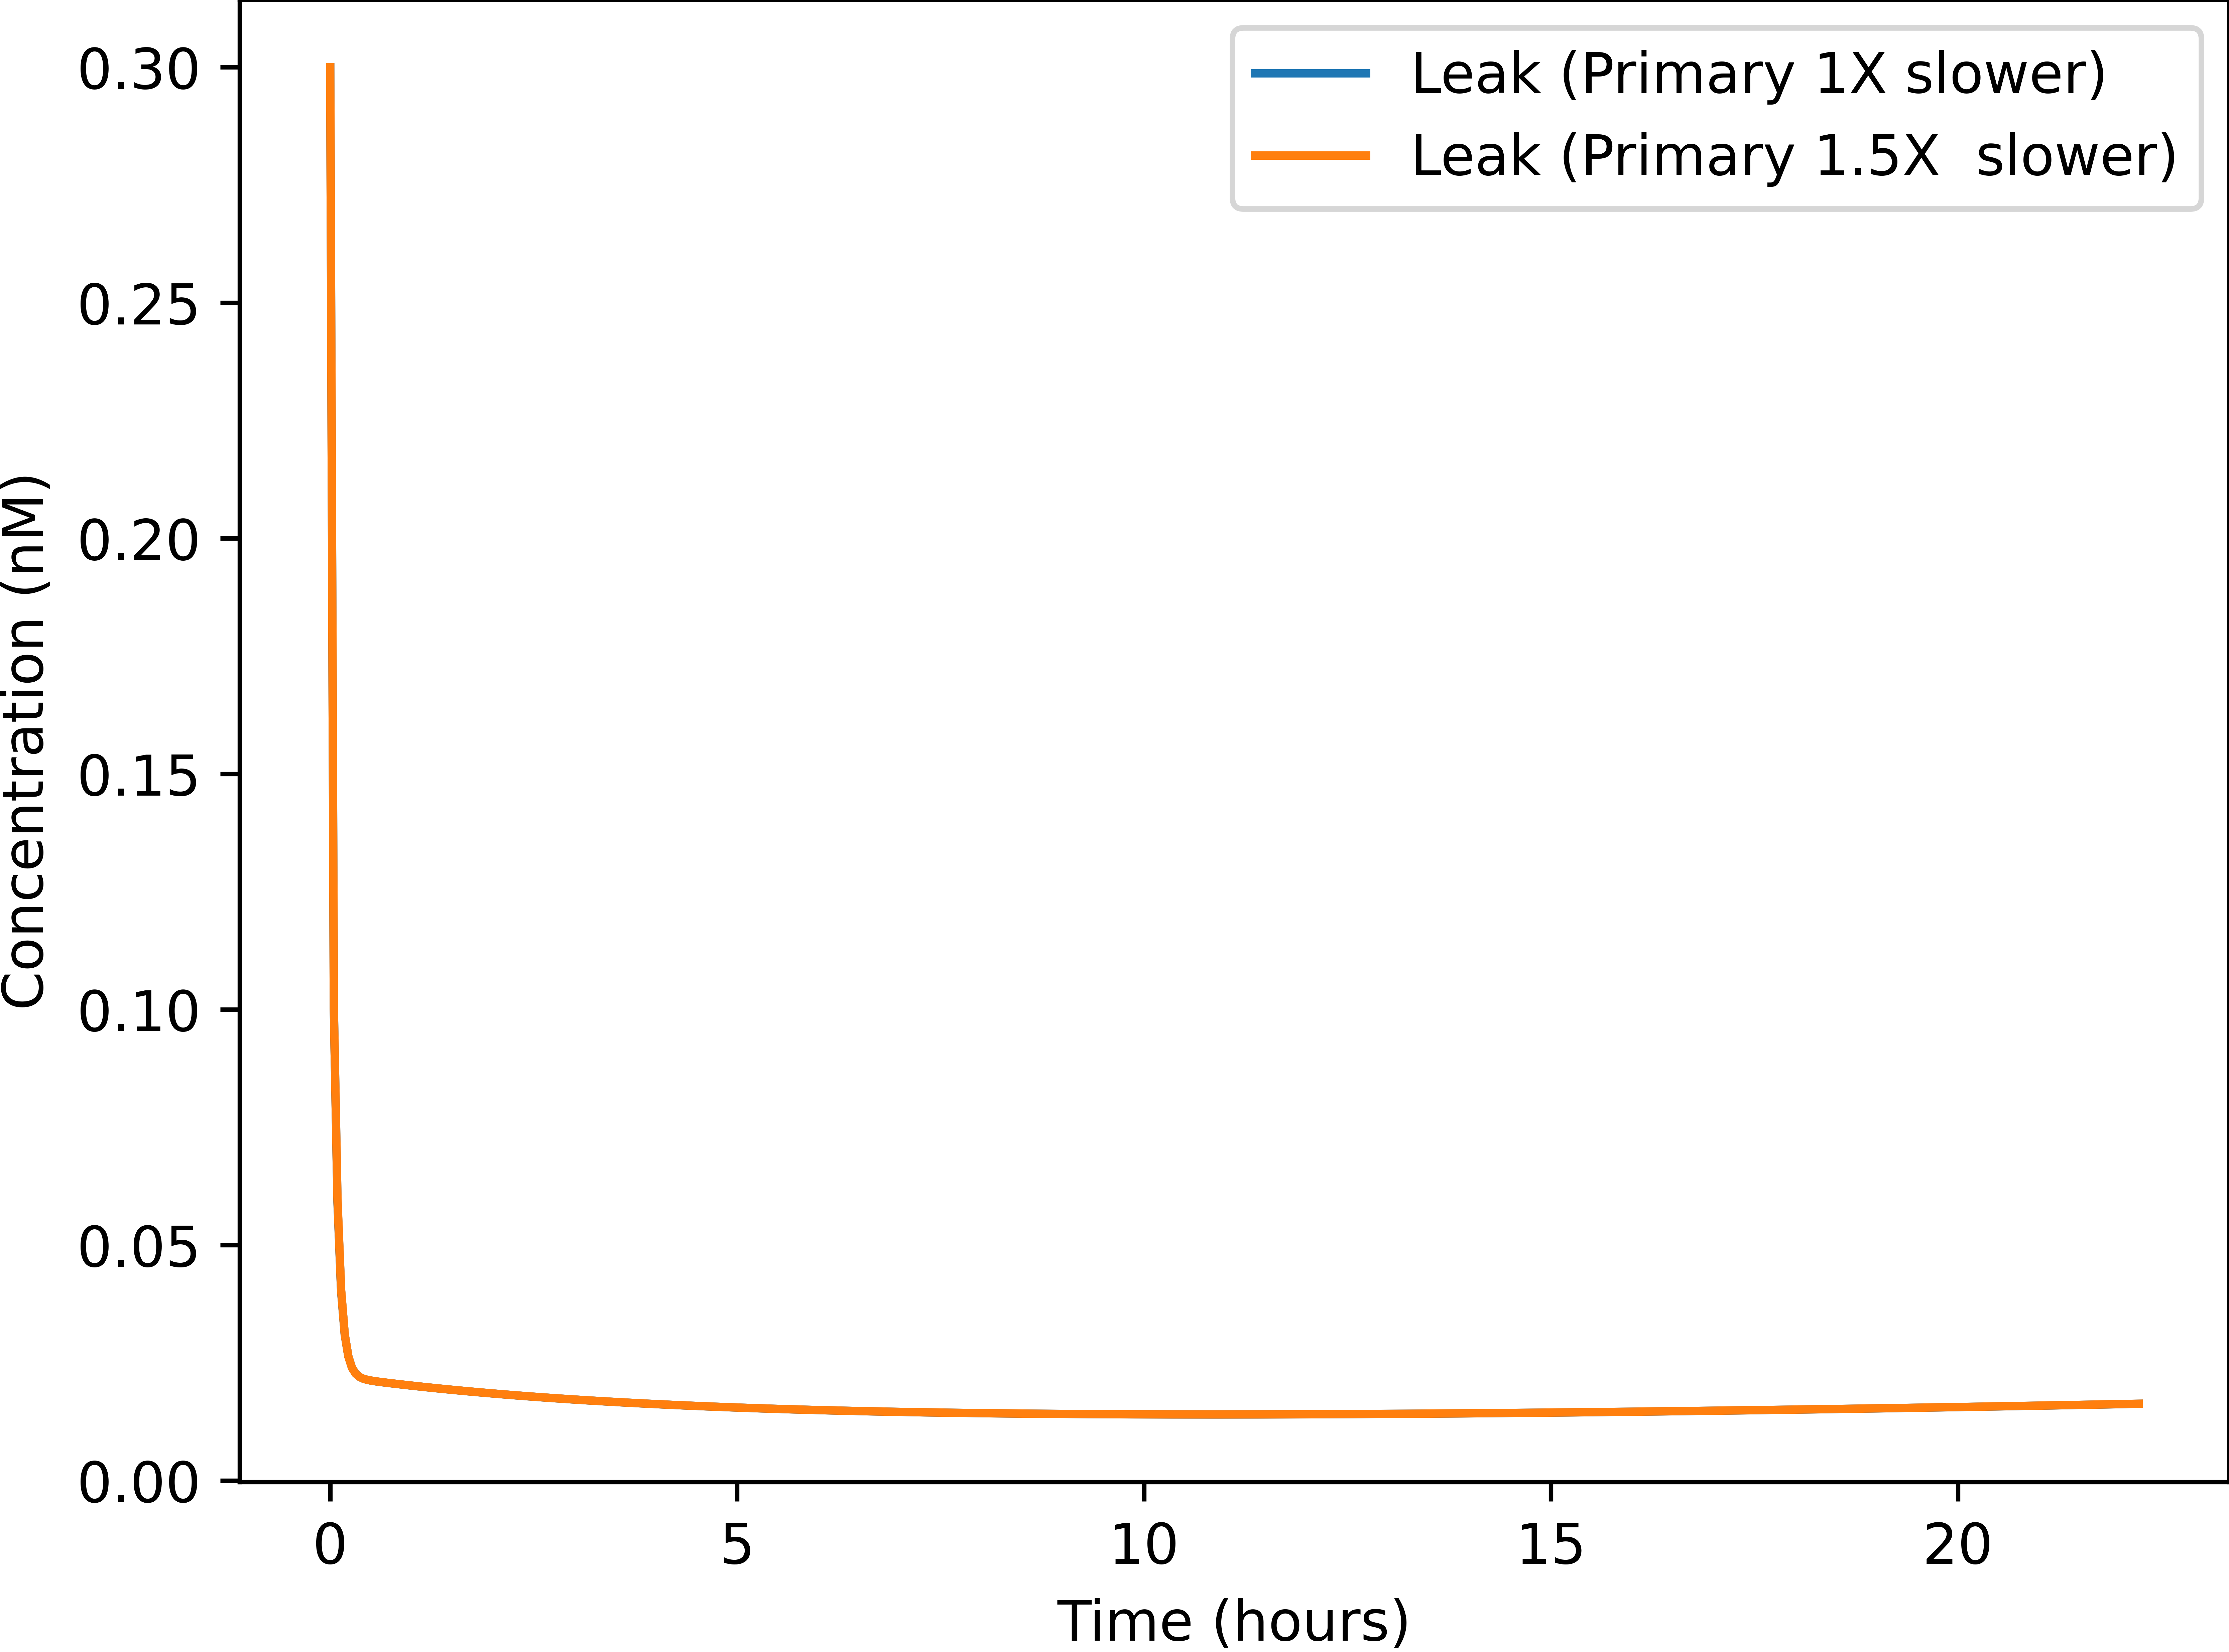 Leak (Primary 1X slower)
Leak (Primary 1.5X  slower)
Concentration (nM)
0.30
0.25
0.20
0.15
0.10
0.05
0.00
0 5 10 15 20
Time (hours)